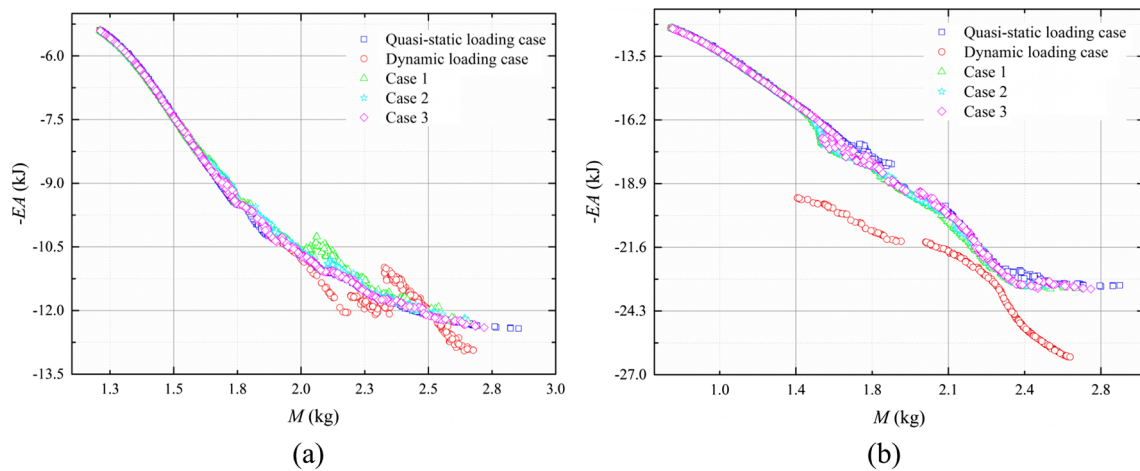 -6.0
-7.5
-9.0
-10.5
-12.0
-13.5
-EA (kJ)
1.3
1.5
1.8
2.0
2.3
2.5
2.8
3.0
M (kg)
Quasi-static loading case
Dynamic loading case
Case 1
Case 2
Case 3
(a)
-13.5
-16.2
-18.9
-21.6
-24.3
-27.0
-EA (kJ)
1.0
1.4
1.8
2.1
2.4
2.8
M (kg)
Quasi-static loading case
Dynamic loading case
Case 1
Case 2
Case 3
(b)